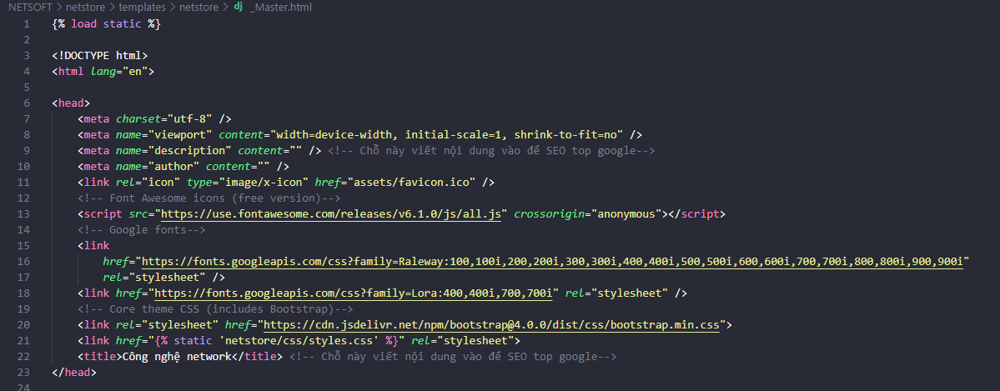 NETSOFT > netstore > templates > netstore > dj _Master.html
1 {% load static %}
2
3 <!DOCTYPE html>
4 <html lang="en">
5
6 <head>
7 <meta charset="utf-8" />
8 <meta name="viewport" content="width=device-width, initial-scale=1, shrink-to-fit=no" />
9 <meta name="description" content="" /> <!-- Chỗ này viết nội dung vào để SEO top google-->
10 <meta name="author" content="" />
11 <link rel="icon" type="image/x-icon" href="assets/favicon.ico" />
12 <!-- Font Awesome icons (free version)-->
13 <script src="https://use.fontawesome.com/releases/v6.1.0/js/all.js" crossorigin="anonymous"></script>
14 <!-- Google fonts-->
15 <link
16 href="https://fonts.googleapis.com/css?family=Raleway:100,100i,200,200i,300,300i,400,400i,500,500i,600,600i,700,700i,800,800i,900,900i"
17 rel="stylesheet" />
18 <link href="https://fonts.googleapis.com/css?family=Lora:400,400i,700,700i" rel="stylesheet" />
19 <!-- Core theme CSS (includes Bootstrap)-->
20 <link rel="stylesheet" href="https://cdn.jsdelivr.net/npm/bootstrap@4.0.0/dist/css/bootstrap.min.css">
21 <link href="{% static 'netstore/css/styles.css' %}" rel="stylesheet">
22 <title>Công nghệ network</title> <!-- Chỗ này viết nội dung vào để SEO top google-->
23 </head>
24